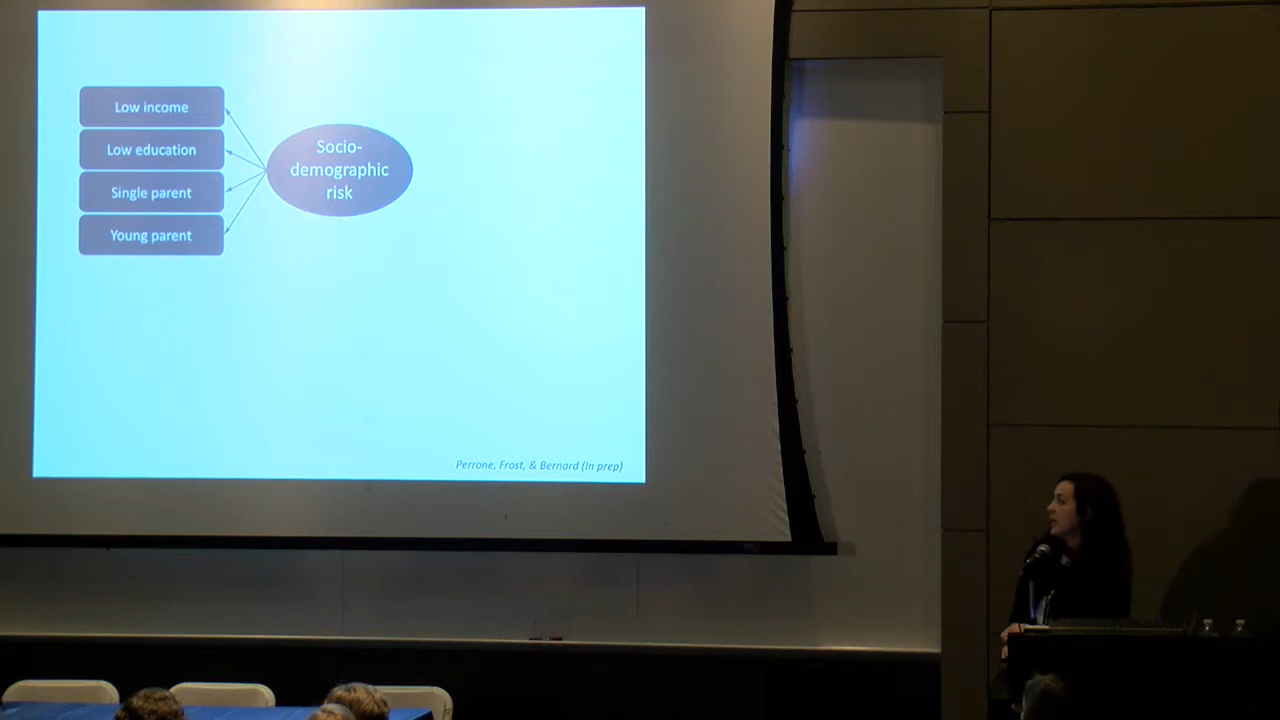 Low income
Low education
Single parent
Young parent
Socio-
demographic
risk
Perrone, Frost, & Bernard (In prep)